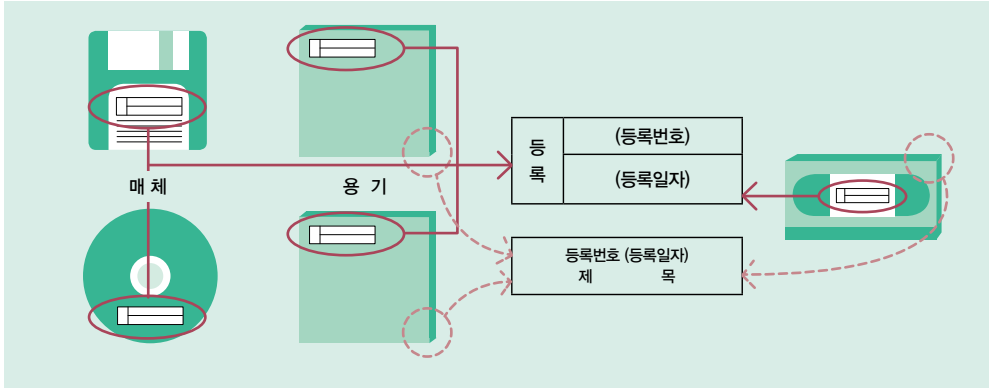 등록
(등록번호)
(등록일자)
매 체
용 기
등록번호 (등록일자)
제 목